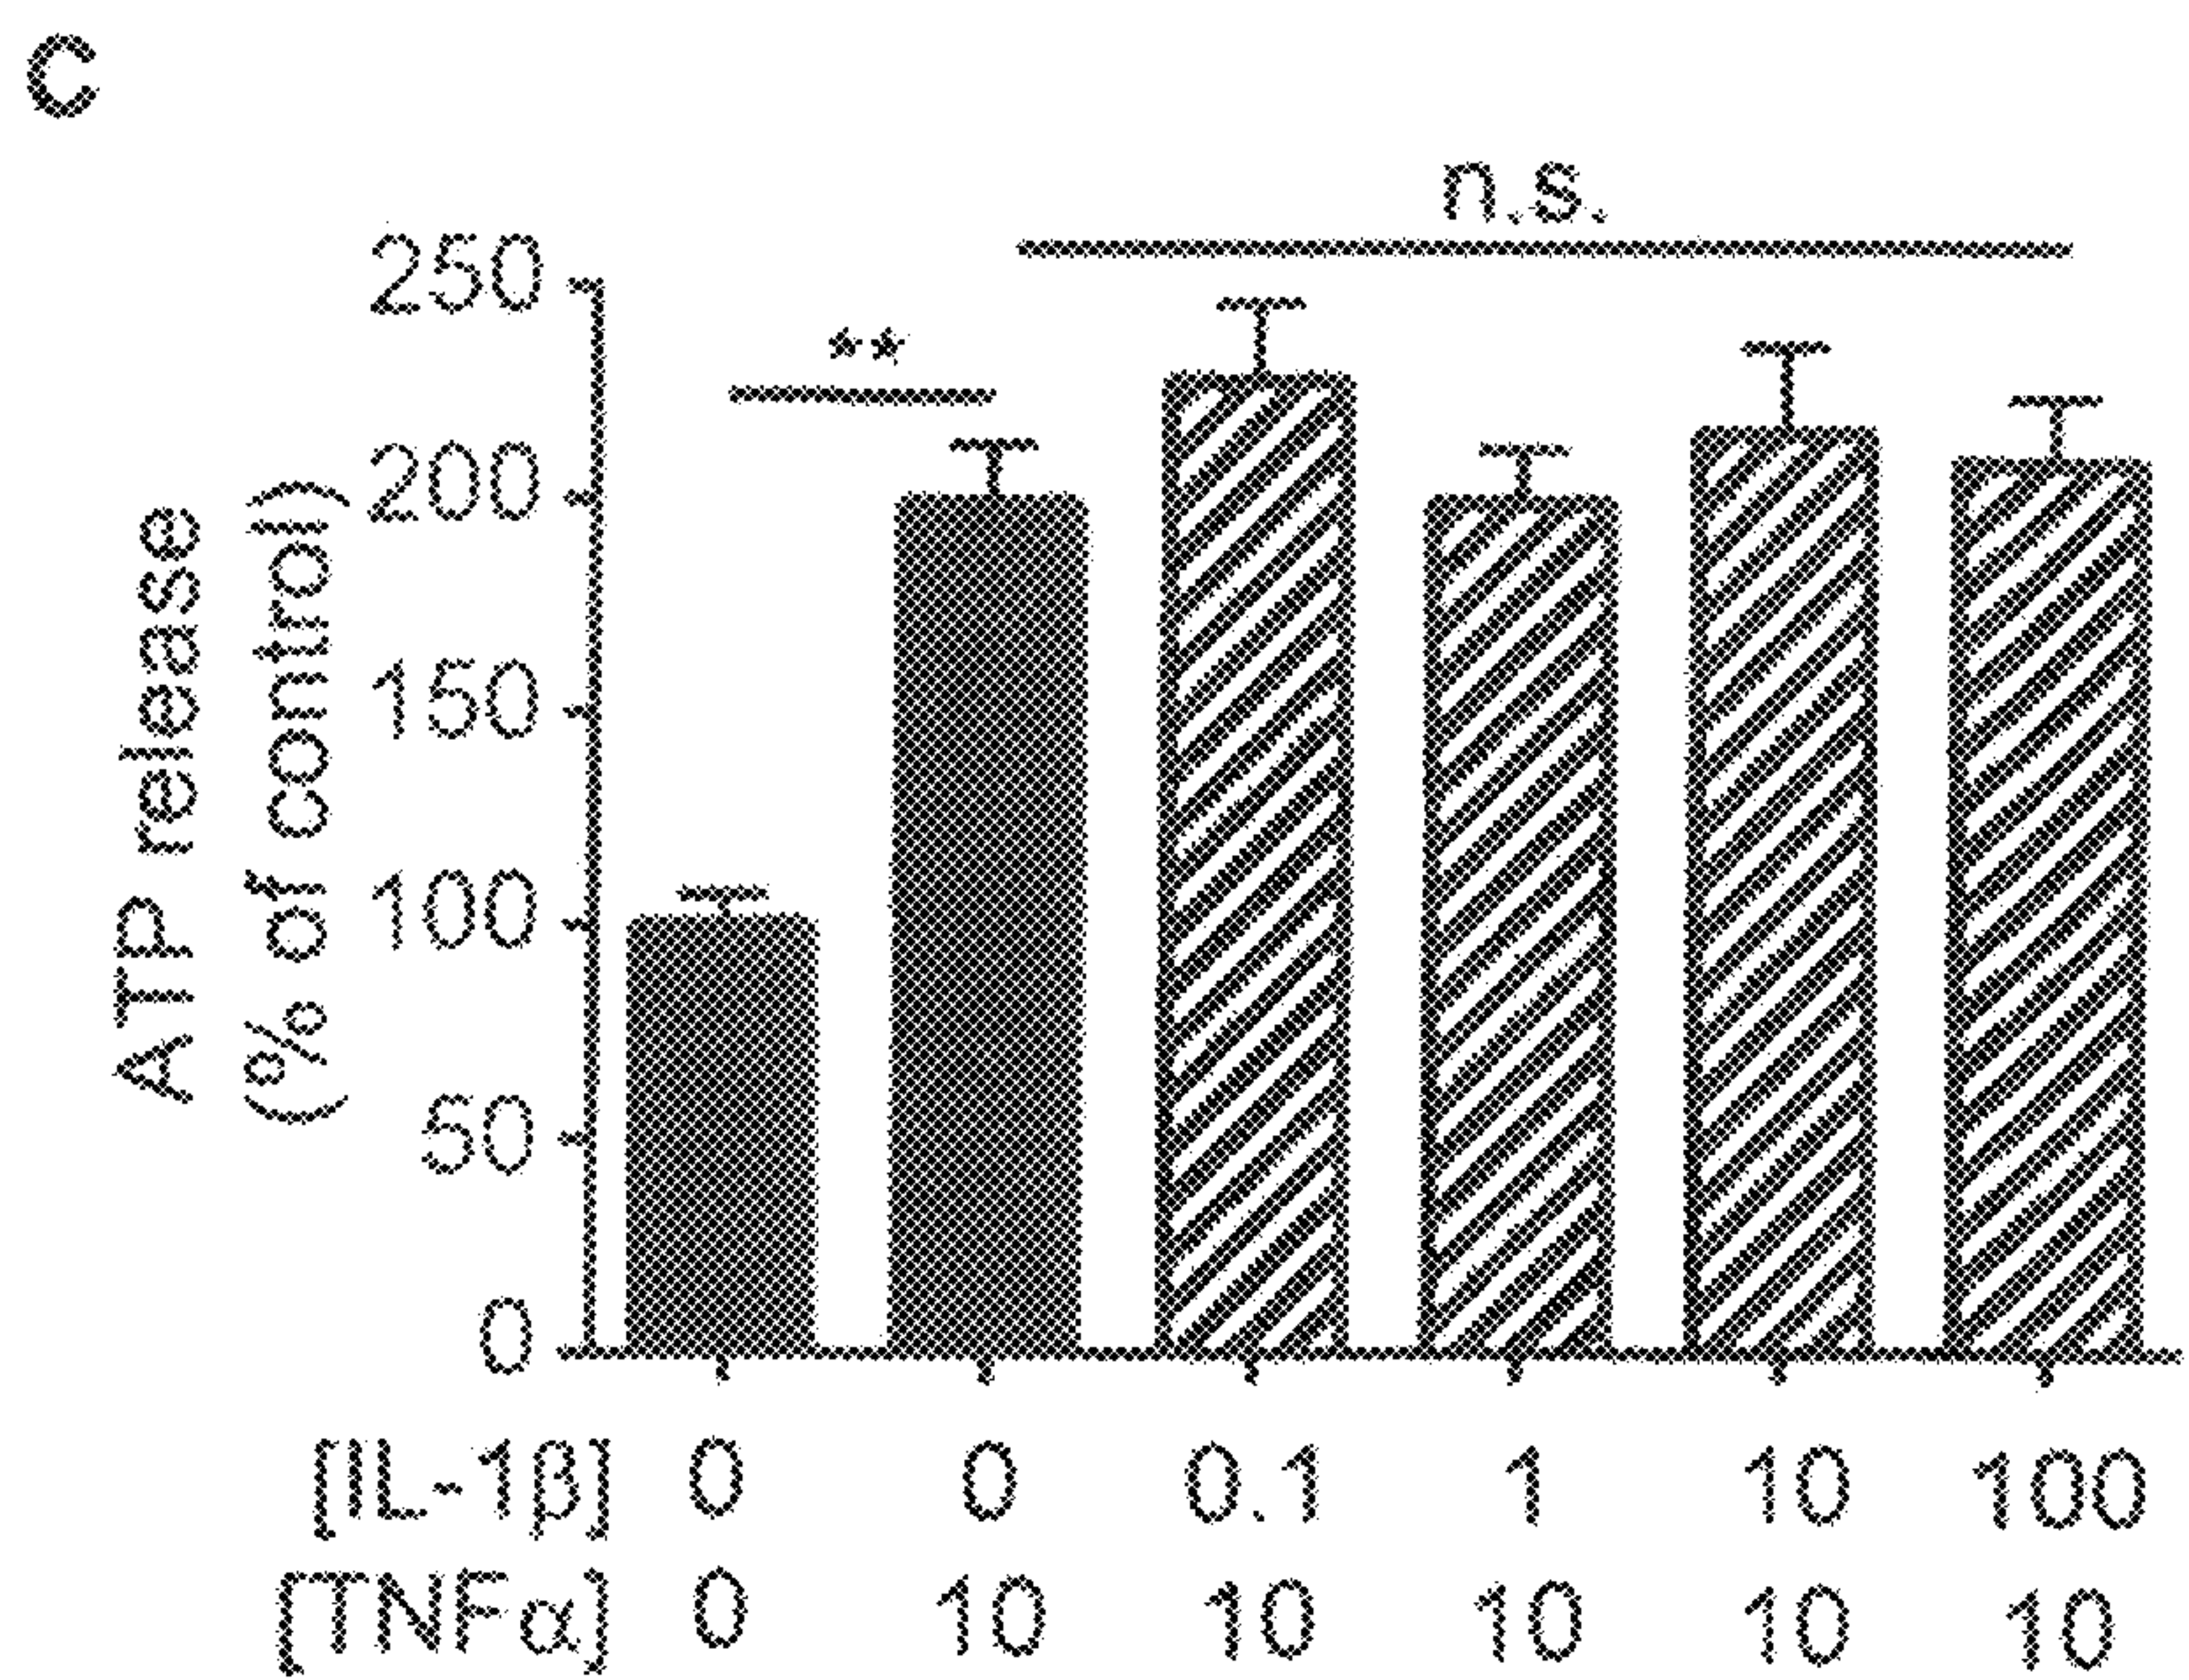 C
n.s.
**
250
200
150
100
50
0
ATP release
(% of control)
[IL-1β] 0 0 0.1 1 10 100
[TNFα] 0 10 10 10 10 10